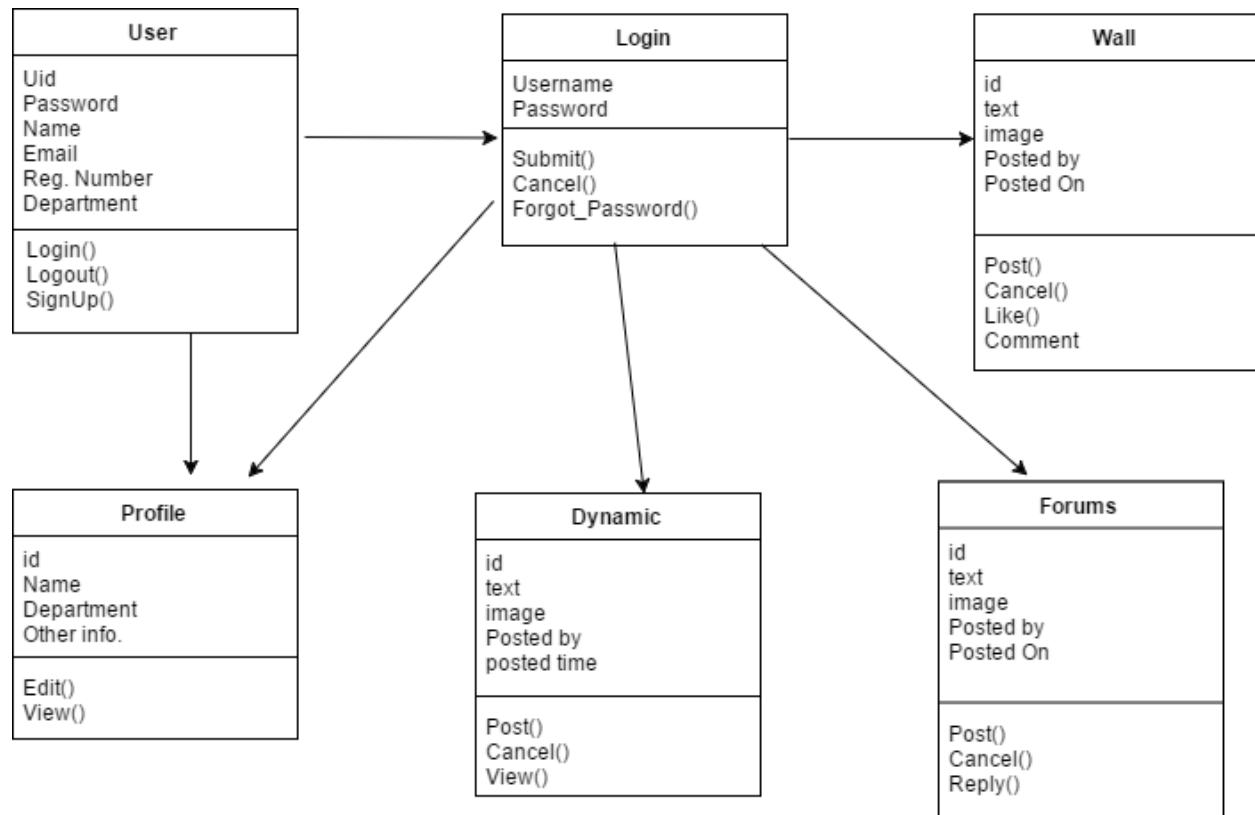 User
Uid
Password
Name
Email
Reg. Number
Department
Login()
Logout()
SignUp()
Login
Username
Password
Submit()
Cancel()
Forgot_Password()
Wall
id
text
image
Posted by
Posted On
Post()
Cancel()
Like()
Comment
Profile
id
Name
Department
Other info.
Edit()
View()
Dynamic
id
text
image
Posted by
posted time
Post()
Cancel()
View()
Forums
id
text
image
Posted by
Posted On
Post()
Cancel()
Reply()